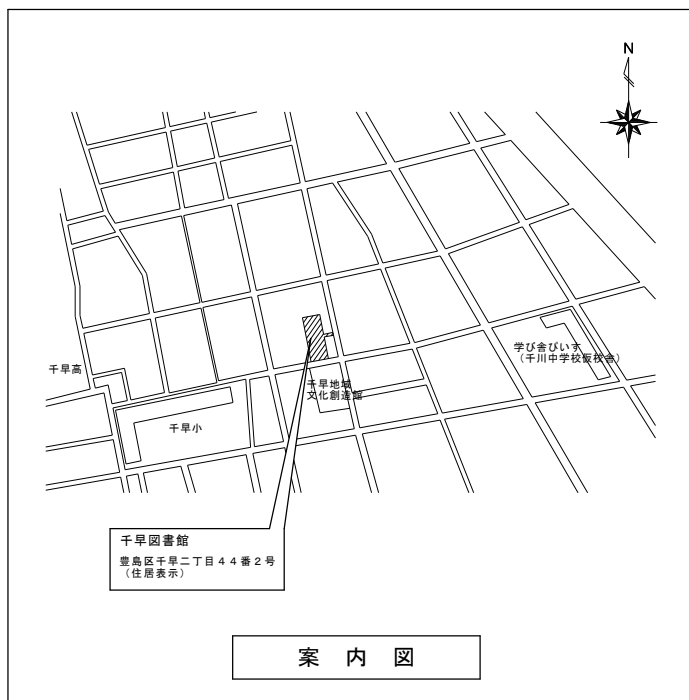 N
学び舎ぴいす
（千川中学校仮校舎）
千早高
千早地域
文化創造館
千早小
千早図書館
豊島区千早二丁目４４番２号
（住居表示）
案内図